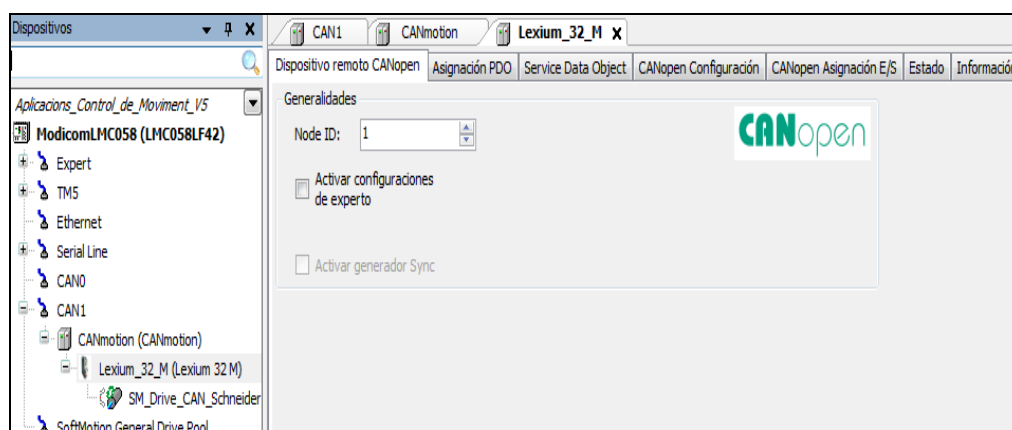 Dispositivos
Aplicacions_Control_de_Moviment_V5
ModicomLMC058 (LMC058LF42)
Expert
TM5
Ethernet
Serial Line
CAN0
CAN1
CANmotion (CANmotion)
Lexium_32_M (Lexium 32 M)
SM_Drive_CAN_Schneider
SoftMotion General Drive Pool
CAN1 CANmotion Lexium_32_M X
Dispositivo remoto CANopen Asignación PDO Service Data Object CANopen Configuración CANopen Asignación E/S Estado Información
Generalidades
Node ID: 1
CANopen
Activar configuraciones
de experto
Activar generador Sync